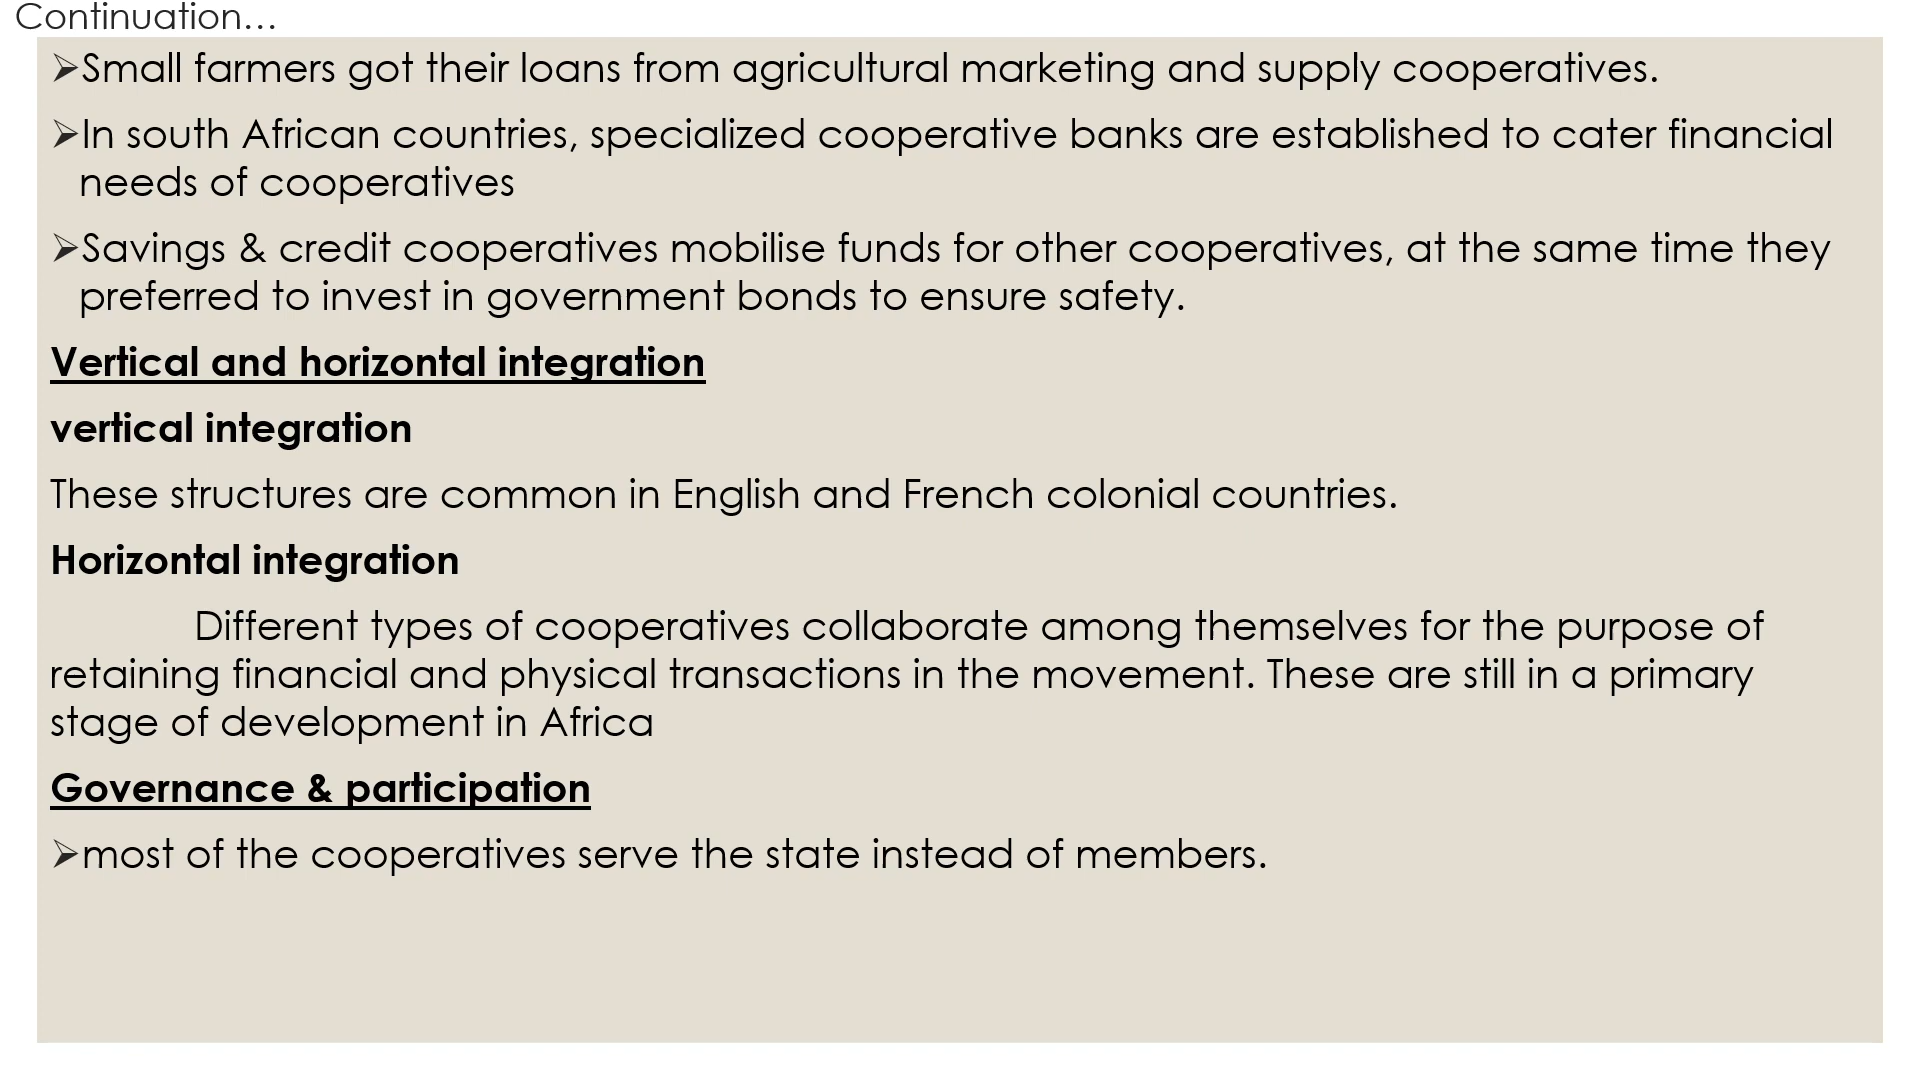 Continuation…
➢Small farmers got their loans from agricultural marketing and supply cooperatives.
➢In south African countries, specialized cooperative banks are established to cater financial
needs of cooperatives
➢Savings & credit cooperatives mobilise funds for other cooperatives, at the same time they
preferred to invest in government bonds to ensure safety.
Vertical and horizontal integration
vertical integration
These structures are common in English and French colonial countries.
Horizontal integration
Different types of cooperatives collaborate among themselves for the purpose of
retaining financial and physical transactions in the movement. These are still in a primary
stage of development in Africa
Governance & participation
➢most of the cooperatives serve the state instead of members.